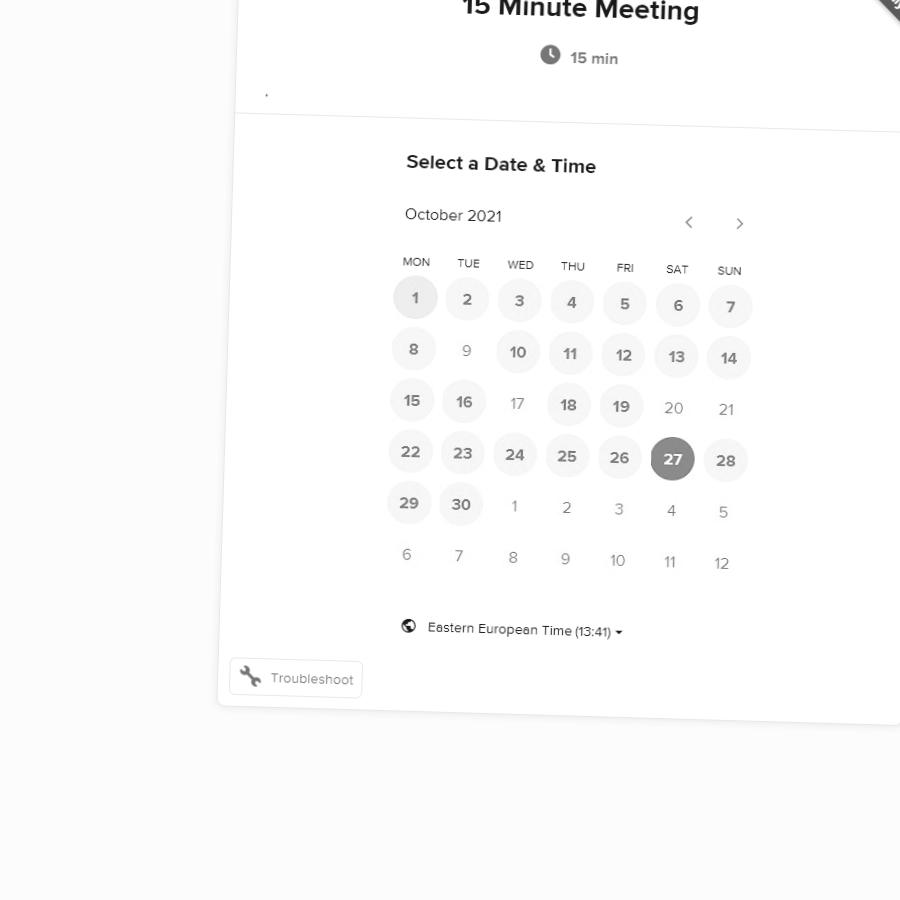 15 Minute Meeting
15 min
.
Select a Date & Time
October 2021
MON TUE WED THU FRI SAT SUN
1 2 3 4 5 6 7
8 9 10 11 12 13 14
15 16 17 18 19 20 21
22 23 24 25 26 27 28
29 30 1 2 3 4 5
6 7 8 9 10 11 12
Eastern European Time (13:41)
Troubleshoot